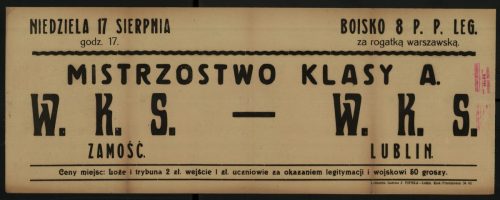 NIEDZIELA 17 SIERPNIA
godz. 17.
BOISKO 8 P. P. LEG.
za rogatką warszawską.
MISTRZOSTWO KLASY A.
W. K. S. — W. K. S.
ZAMOŚĆ. LUBLIN.
Ceny miejsc: Loże i trybuna 2 zł. wejście 1 zł. uczniowie za okazaniem legitymacji i wojskowi 50 groszy.